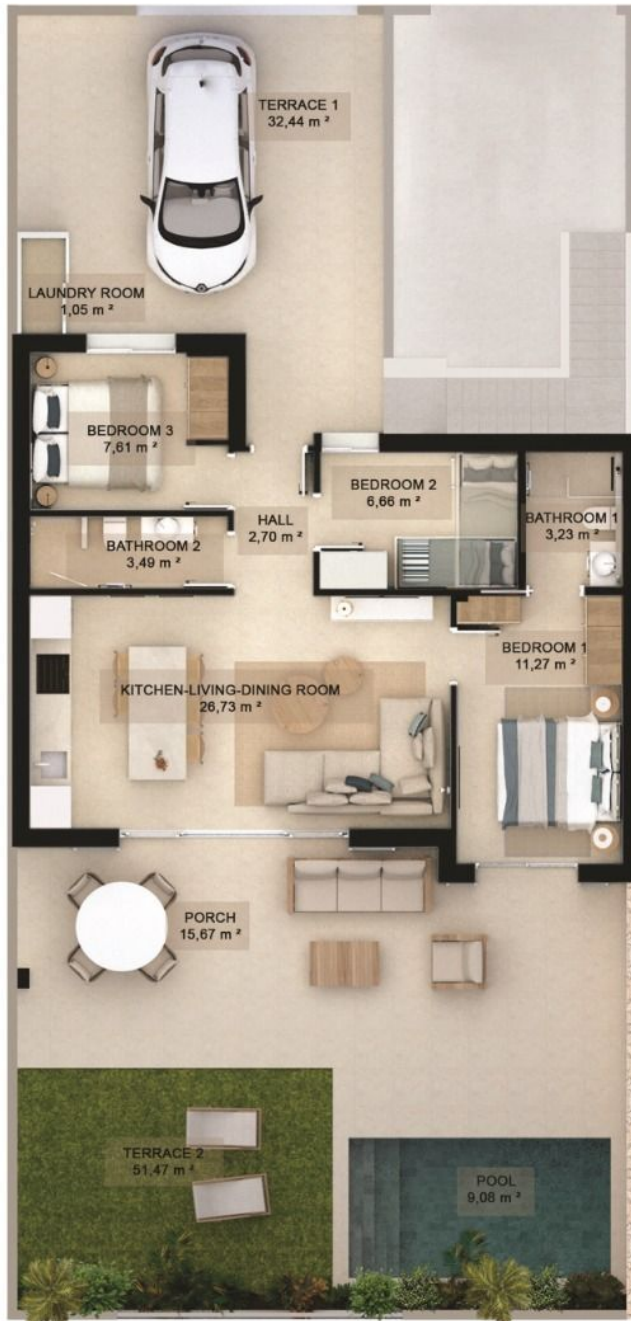 TERRACE 1
32,44 m ²
LAUNDRY ROOM
1,05 m ²
BEDROOM 3
7,61 m ²
BEDROOM 2
6,66 m ²
HALL
2,70 m ²
BATHROOM 1
3,23 m ²
BATHROOM 2
3,49 m ²
BEDROOM 1
11,27 m ²
KITCHEN-LIVING-DINING ROOM
26,73 m ²
PORCH
15,67 m ²
TERRACE 2
51,47 m ²
POOL
9,08 m ²